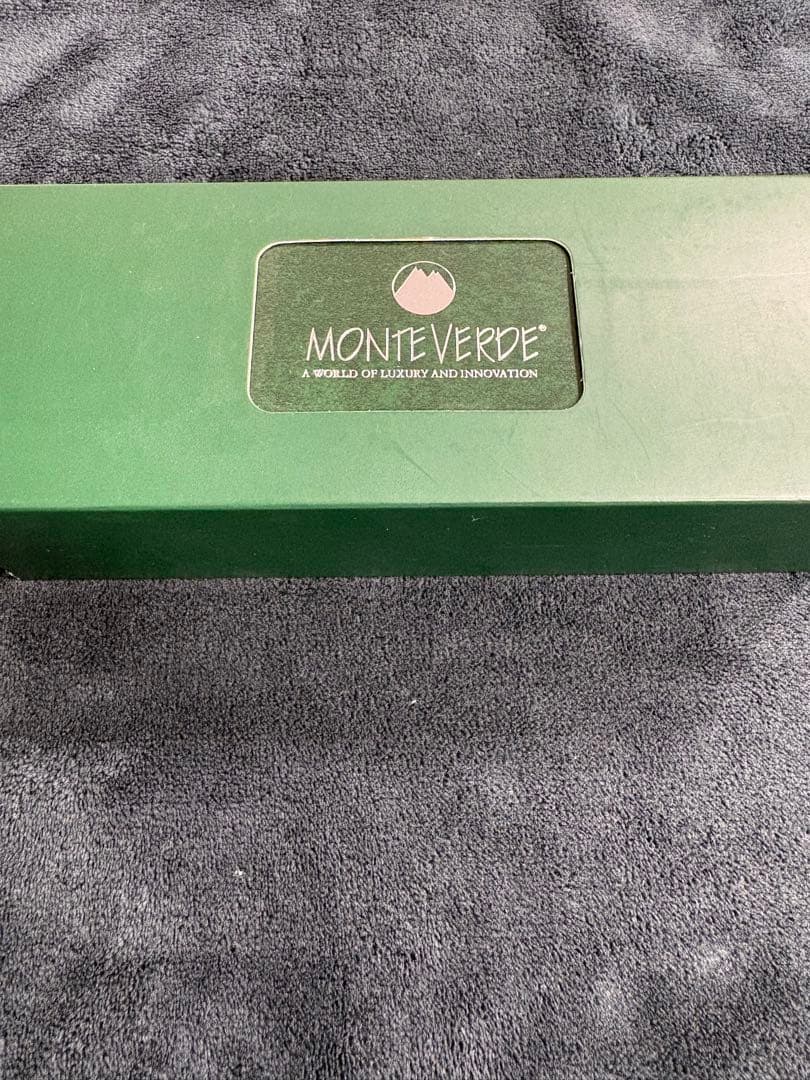 MONTEVERDE®
A WORLD OF LUXURY AND INNOVATION